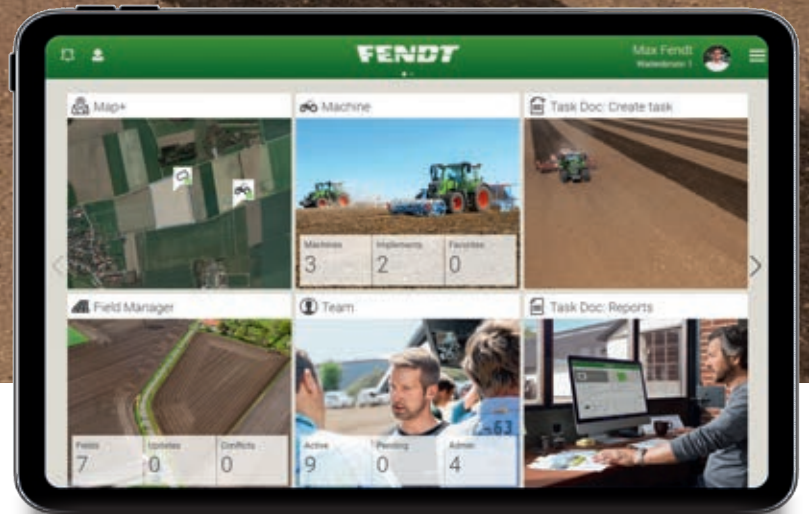 FENDT
Max Fendt
Map+
Machine
Task Doc: Create task
Machines
Implements
Favorites
3
2
0
Field Manager
Team
Task Doc: Reports
Fields
Updates
Conflicts
7
0
0
Active
Pending
Admin
9
0
4
63